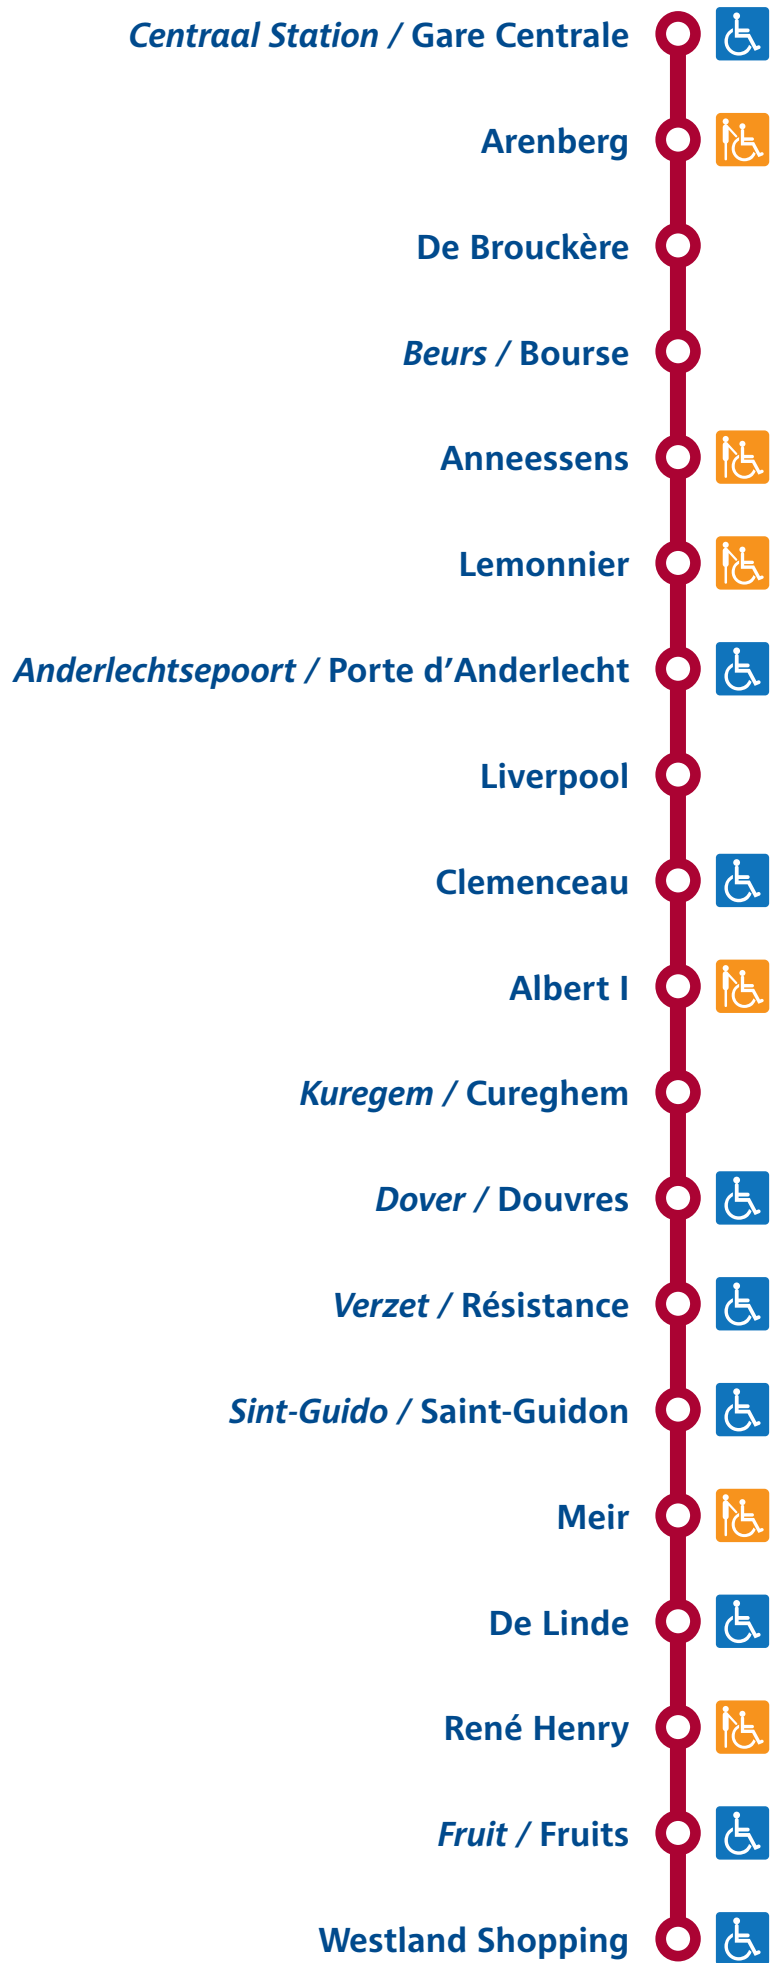 Centraal Station / Gare Centrale
Arenberg
De Brouckère
Beurs / Bourse
Anneessens
Lemonnier
Anderlechtsepoort / Porte d’Anderlecht
Liverpool
Clemenceau
Albert I
Kuregem / Cureghem
Dover / Douvres
Verzet / Résistance
Sint-Guido / Saint-Guidon
Meir
De Linde
René Henry
Fruit / Fruits
Westland Shopping